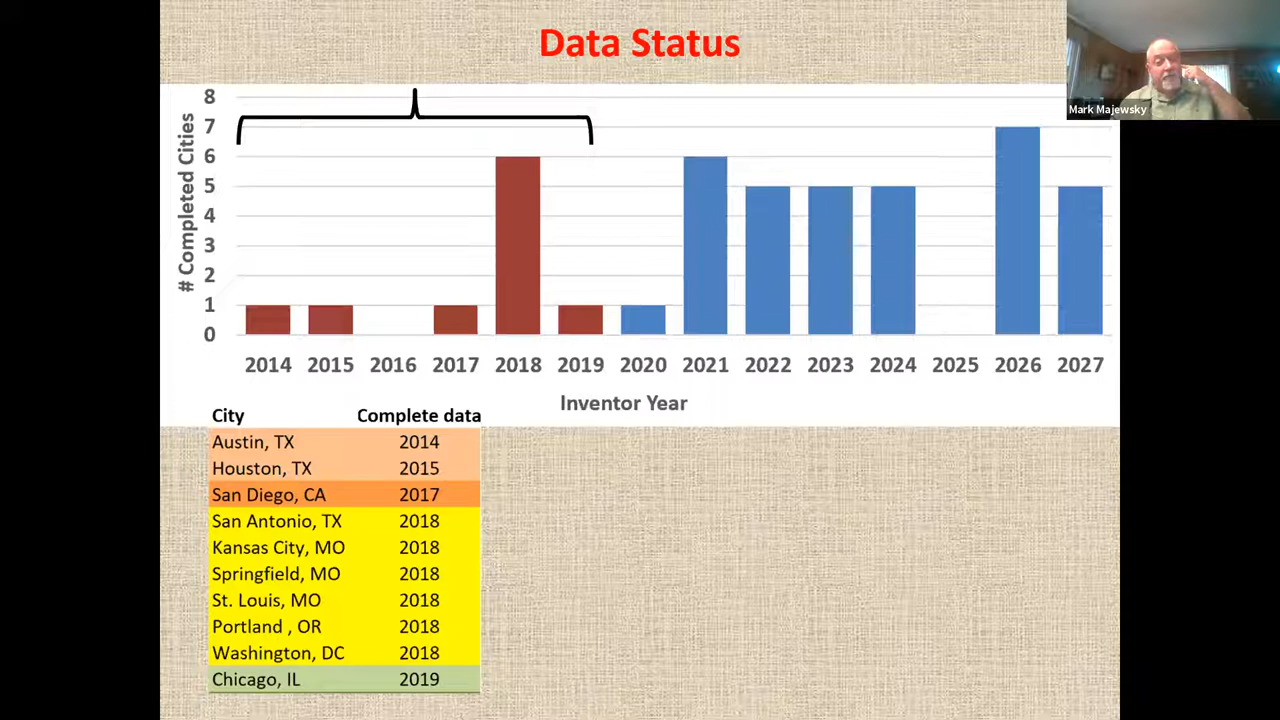 Data Status
Mark Majewsky
# Completed Cities
8
7
6
5
4
3
2
1
0
2014 2015 2016 2017 2018 2019 2020 2021 2022 2023 2024 2025 2026 2027
Inventor Year
City Complete data
Austin, TX 2014
Houston, TX 2015
San Diego, CA 2017
San Antonio, TX 2018
Kansas City, MO 2018
Springfield, MO 2018
St. Louis, MO 2018
Portland , OR 2018
Washington, DC 2018
Chicago, IL 2019